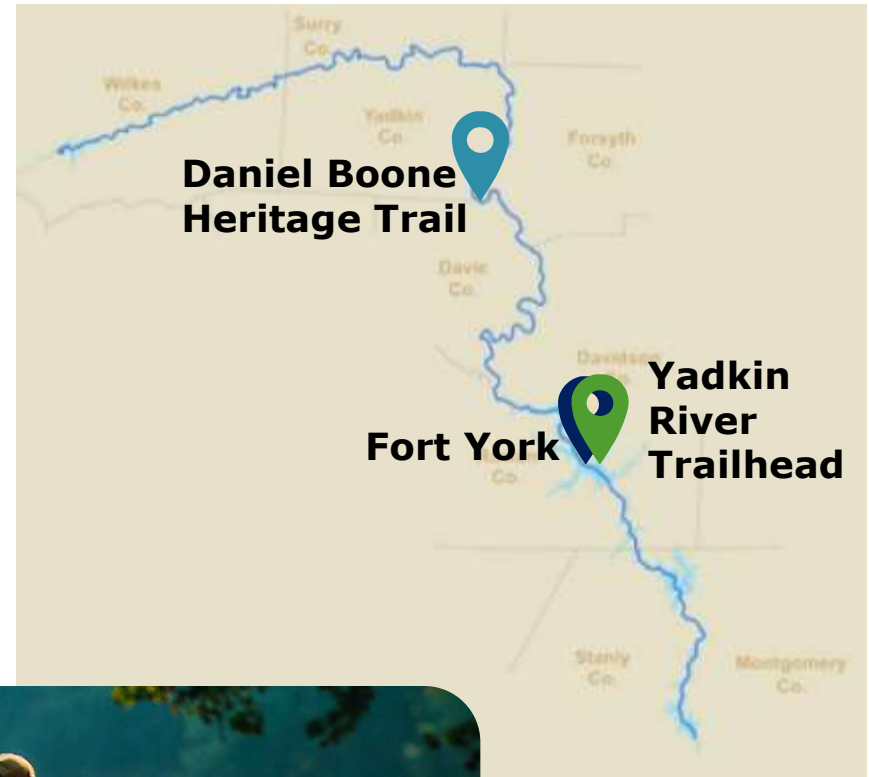 Surry
Co.
Wilkes
Co.
Yadkin
Co.
Forsyth
Co.
Daniel Boone
Heritage Trail
Davie
Co.
Davidson
Yadkin
River
Trailhead
Fort York
Co.
Stanly
Co.
Montgomery
Co.